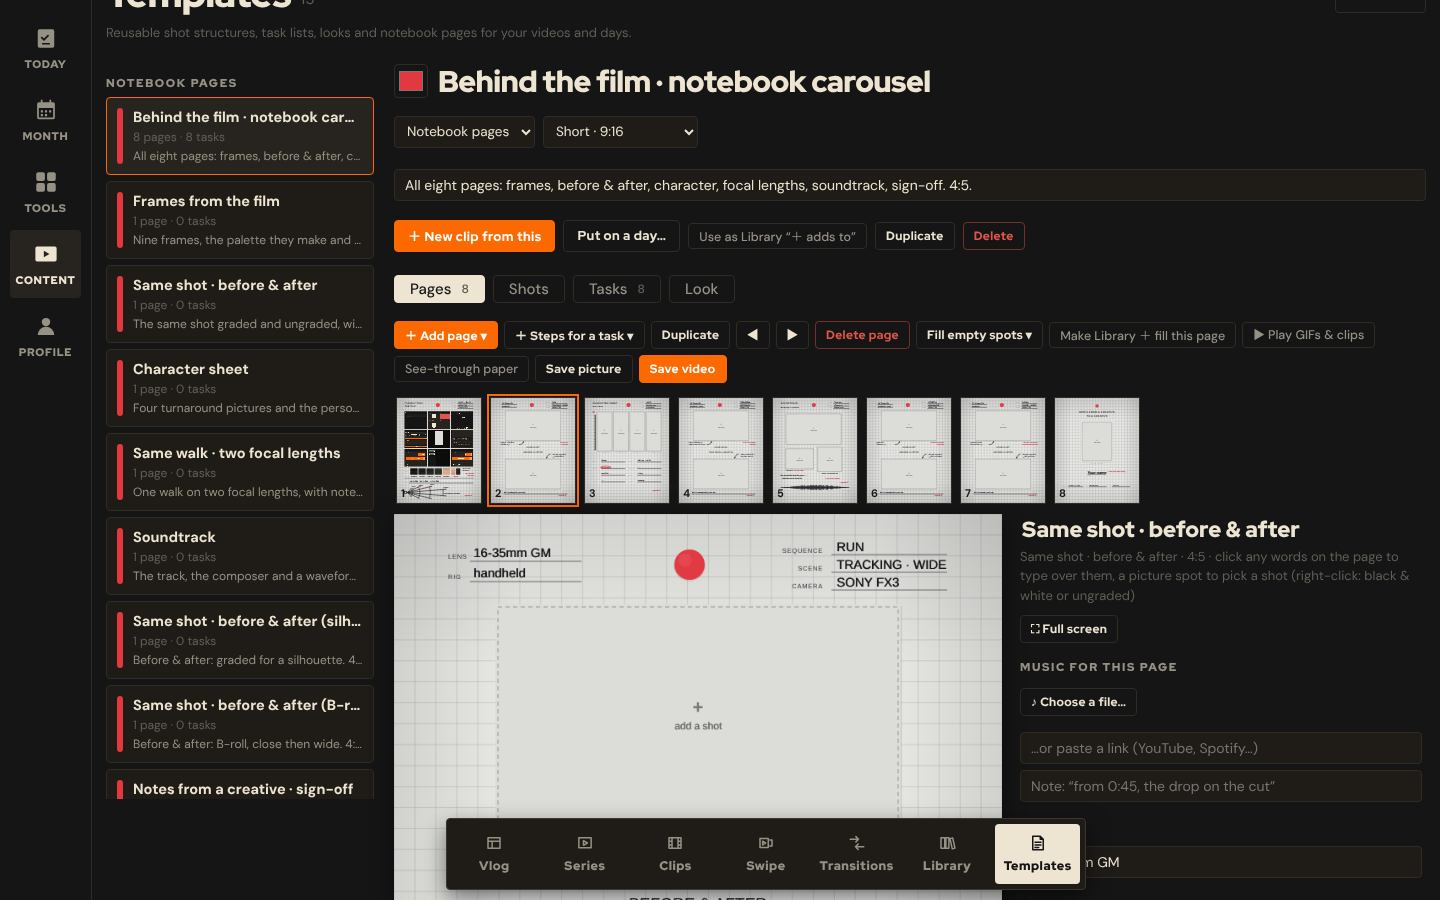 Templates 15
Reusable shot structures, task lists, looks and notebook pages for your videos and days.
TODAY
MONTH
TOOLS
CONTENT
PROFILE
NOTEBOOK PAGES
Behind the film · notebook car...
8 pages · 8 tasks
All eight pages: frames, before & after, c...
Frames from the film
1 page · 0 tasks
Nine frames, the palette they make and ...
Same shot · before & after
1 page · 0 tasks
The same shot graded and ungraded, wi...
Character sheet
1 page · 0 tasks
Four turnaround pictures and the perso...
Same walk · two focal lengths
1 page · 0 tasks
One walk on two focal lengths, with note...
Soundtrack
1 page · 0 tasks
The track, the composer and a wavefor...
Same shot · before & after (silh...
1 page · 0 tasks
Before & after: graded for a silhouette. 4...
Same shot · before & after (B-r...
1 page · 0 tasks
Before & after: B-roll, close then wide. 4:...
Notes from a creative · sign-off
Behind the film · notebook carousel
Notebook pages
Short · 9:16
All eight pages: frames, before & after, character, focal lengths, soundtrack, sign-off. 4:5.
+ New clip from this
Put on a day...
Use as Library “+ adds to”
Duplicate
Delete
Pages 8
Shots
Tasks 8
Look
+ Add page ▾
+ Steps for a task ▾
Duplicate
◀
▶
Delete page
Fill empty spots ▾
Make Library + fill this page
▶ Play GIFs & clips
See-through paper
Save picture
Save video
1
2
3
4
5
6
7
8
LENS 16-35mm GM
RIG handheld
SEQUENCE RUN
SCENE TRACKING · WIDE
CAMERA SONY FX3
+
add a shot
BEFORE & AFTER
Same shot · before & after
Same shot · before & after · 4:5 · click any words on the page to
type over them, a picture spot to pick a shot (right-click: black &
white or ungraded)
Full screen
MUSIC FOR THIS PAGE
♪ Choose a file...
...or paste a link (YouTube, Spotify...)
Note: “from 0:45, the drop on the cut”
GM
Vlog
Series
Clips
Swipe
Transitions
Library
Templates